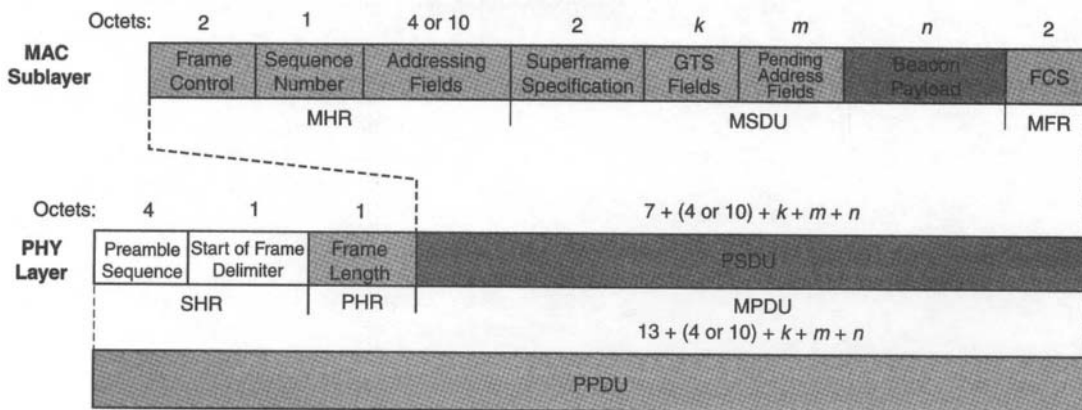 Octets: 2 1 4 or 10 2 k m n 2
MAC Sublayer
Frame Control
Sequence Number
Addressing Fields
Superframe Specification
GTS Fields
Pending Address Fields
Beacon Payload
FCS
MHR MSDU MFR
Octets: 4 1 1 7 + (4 or 10) + k + m + n
PHY Layer
Preamble Sequence
Start of Frame Delimiter
Frame Length
PSDU
SHR PHR MPDU
13 + (4 or 10) + k + m + n
PPDU